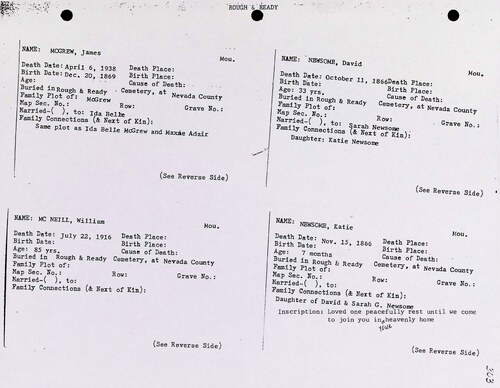 ROUGH & READY
NAME: MCGREW, James
Mou.
Death Date: April 6, 1938 Death Place:
Birth Date: Dec. 20, 1869 Birth Place:
Age: Cause of Death:
Buried in Rough & Ready Cemetery, at Nevada County
Family Plot of: McGrew
Map Sec. No.: Row: Grave No.:
Married-( ), to: Ida Belle
Family Connections (& Next of Kin):
Same plot as Ida Belle McGrew and Maxmie Adair
(See Reverse Side)
NAME: NEWSOME, David
Mou.
Death Date: October 11, 1866 Death Place:
Birth Date: Birth Place:
Age: 33 yrs. Cause of Death:
Buried in Rough & Ready Cemetery, at Nevada County
Family Plot of:
Map Sec. No.: Row: Grave No.:
Married-( ), to: Sarah Newsome
Family Connections (& Next of Kin):
Daughter: Katie Newsome
(See Reverse Side)
NAME: MC NEILL, William
Mou.
Death Date: July 22, 1916 Death Place:
Birth Date: Birth Place:
Age: 85 yrs. Cause of Death:
Buried in Rough & Ready Cemetery, at Nevada County
Family Plot of:
Map Sec. No.: Row: Grave No.:
Married-( ), to:
Family Connections (& Next of Kin):
(See Reverse Side)
NAME: NEWSOME, Katie
Mou.
Death Date: Nov. 15, 1866 Death Place:
Birth Date: Birth Place:
Age: 7 months Cause of Death:
Buried in Rough & Ready Cemetery, at Nevada County
Family Plot of:
Map Sec. No.: Row: Grave No.:
Married-( ), to:
Family Connections (& Next of Kin):
Daughter of David & Sarah G. Newsome
Inscription: Loved one peacefully rest until we come
to join you in heavenly home
your
(See Reverse Side)
303